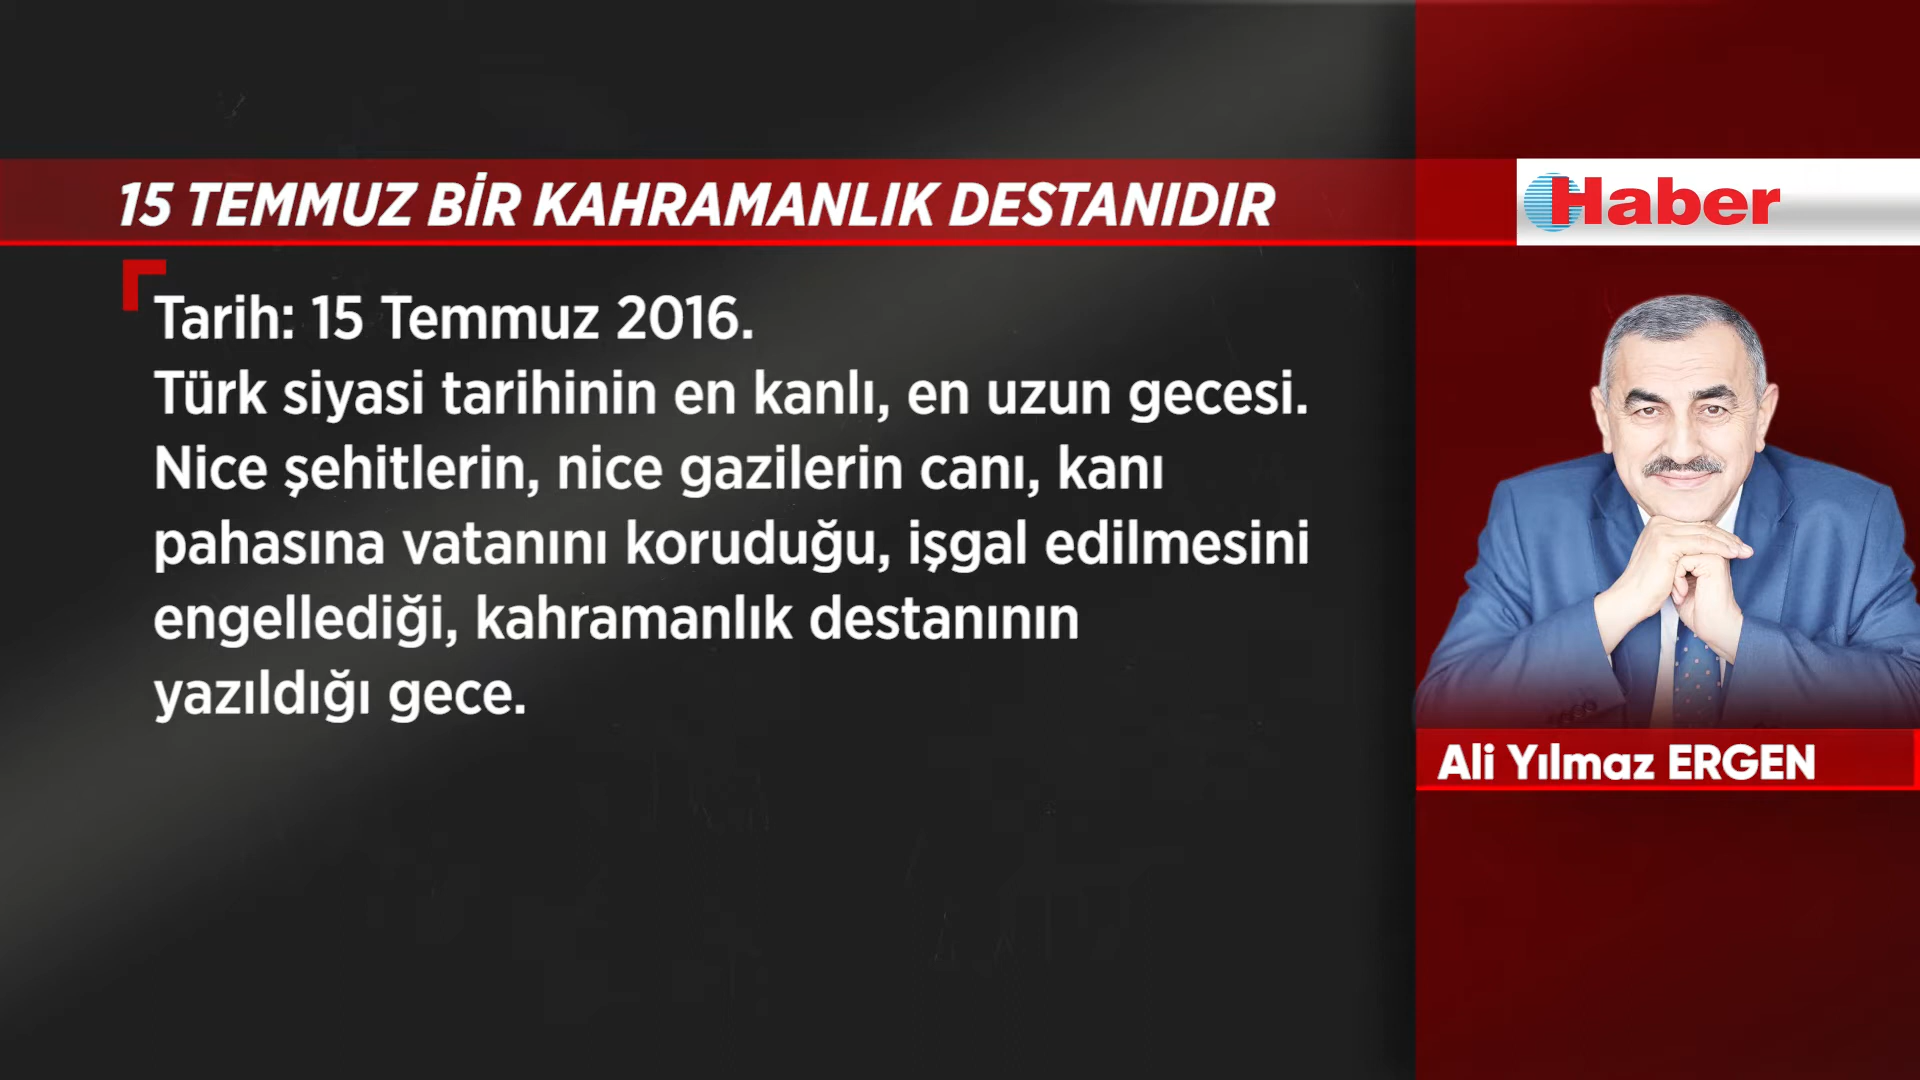 15 TEMMUZ BİR KAHRAMANLIK DESTANIDIR
Haber
Tarih: 15 Temmuz 2016.
Türk siyasi tarihinin en kanlı, en uzun gecesi.
Nice şehitlerin, nice gazilerin canı, kanı
pahasına vatanını koruduğu, işgal edilmesini
engellediği, kahramanlık destanının
yazıldığı gece.
Ali Yılmaz ERGEN